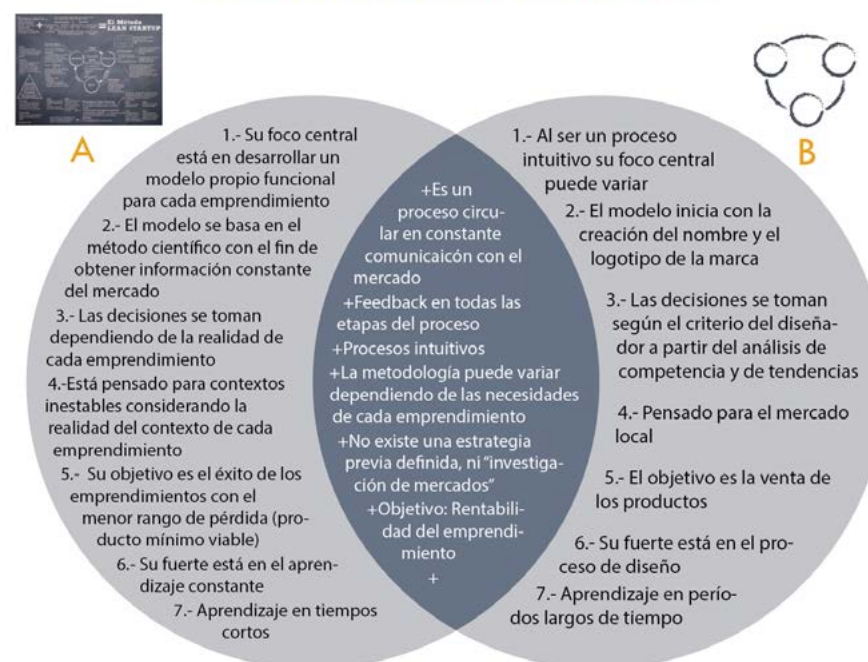 El Método
LEAN STARTUP
A
B
1.- Su foco central
está en desarrollar un
modelo propio funcional
para cada emprendimiento
2.- El modelo se basa en el
método científico con el fin de
obtener información constante
del mercado
3.- Las decisiones se toman
dependiendo de la realidad de
cada emprendimiento
4.-Está pensado para contextos
inestables considerando la
realidad del contexto de cada
emprendimiento
5.- Su objetivo es el éxito de los
emprendimientos con el
menor rango de pérdida (pro-
ducto mínimo viable)
6.- Su fuerte está en el apren-
dizaje constante
7.- Aprendizaje en tiempos
cortos
+Es un
proceso circu-
lar en constante
comunicaicón con el
mercado
+Feedback en todas las
etapas del proceso
+Procesos intuitivos
+La metodología puede variar
dependiendo de las necesidades
de cada emprendimiento
+No existe una estrategia
previa definida, ni "investiga-
ción de mercados"
+Objetivo: Rentabili-
dad del emprendi-
miento
+
1.- Al ser un proceso
intuitivo su foco central
puede variar
2.- El modelo inicia con la
creación del nombre y el
logotipo de la marca
3.- Las decisiones se toman
según el criterio del diseña-
dor a partir del análisis de
competencia y de tendencias
4.- Pensado para el mercado
local
5.- El objetivo es la venta de
los productos
6.- Su fuerte está en el pro-
ceso de diseño
7.- Aprendizaje en perío-
dos largos de tiempo